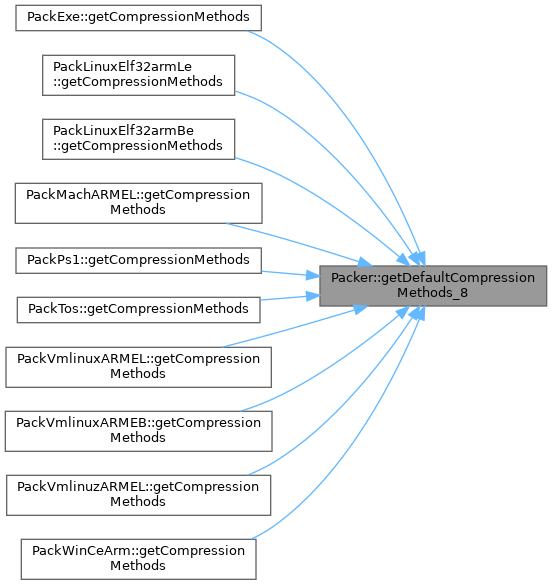 PackExe::getCompressionMethods
PackLinuxElf32armLe
::getCompressionMethods
PackLinuxElf32armBe
::getCompressionMethods
PackMachARMEL::getCompression
Methods
PackPs1::getCompressionMethods
Packer::getDefaultCompression
Methods_8
PackTos::getCompressionMethods
PackVmlinuxARMEL::getCompression
Methods
PackVmlinuxARMEB::getCompression
Methods
PackVmlinuzARMEL::getCompression
Methods
PackWinCeArm::getCompression
Methods